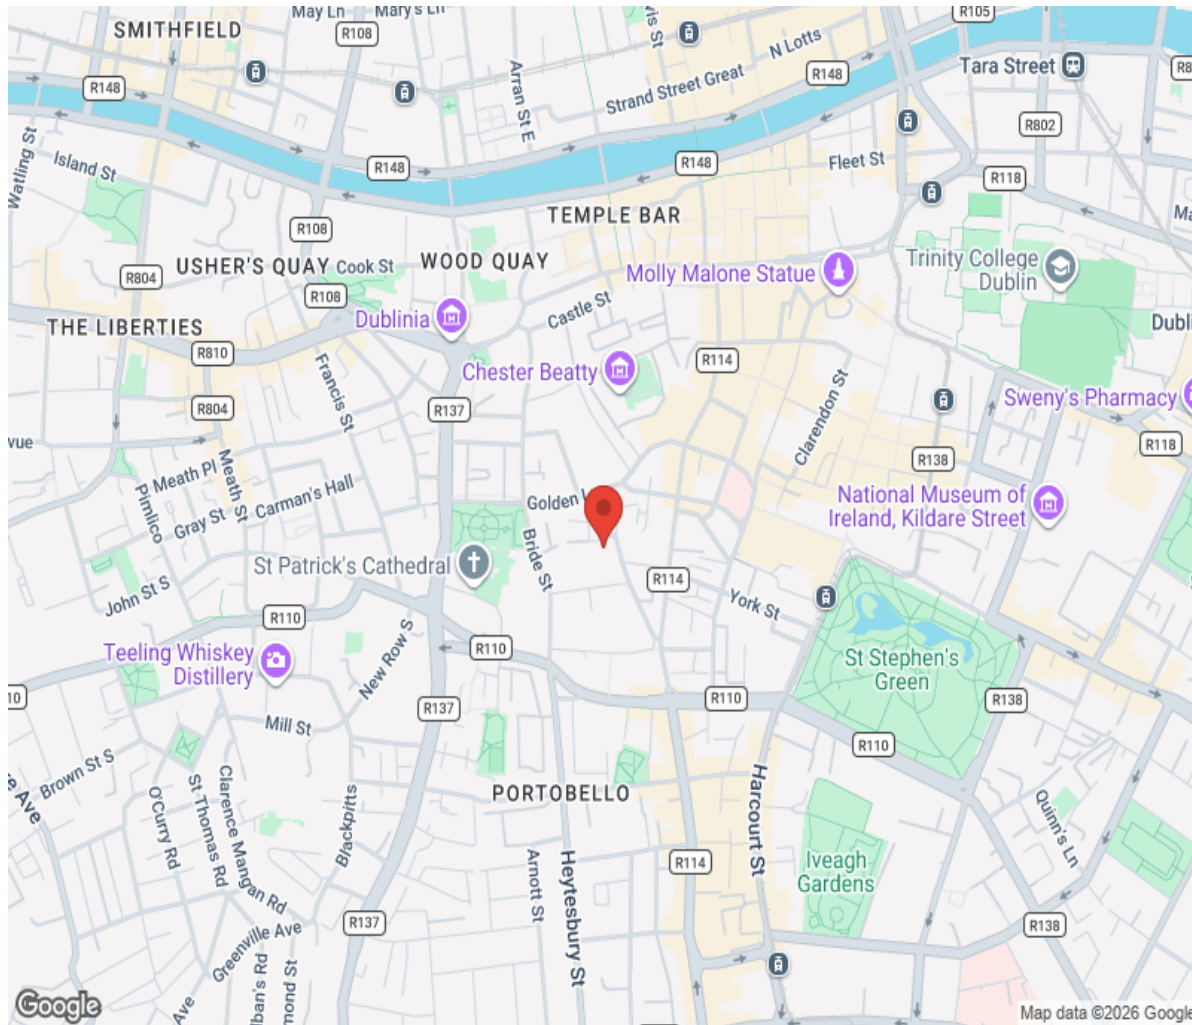 May Ln
Mary's Ln
R105
SMITHFIELD
R108
N Lotts
Tara Street
R148
R148
Strand Street Great
Arran St E
R802
Watling St
Island St
R148
R148
Fleet St
R118
R108
TEMPLE BAR
USHER'S QUAY
Cook St
WOOD QUAY
Molly Malone Statue
Trinity College
Dublin
R804
R108
Castle St
THE LIBERTIES
Dublinia
R810
Chester Beatty
R114
Francis St
R804
R137
Clarendon St
Sweny's Pharmacy
R118
R138
Meath Pl
Meath St
Carman's Hall
Pimlico
Gray St
Golden
National Museum of
Ireland, Kildare Street
Bride St
St Patrick's Cathedral
R114
York St
John St S
R110
Teeling Whiskey
Distillery
New Row S
R110
St Stephen's
Green
R137
R110
R138
Mill St
R110
Brown St S
PORTOBELLO
O'Curry Rd
St Thomas Rd
Clarence Mangan Rd
Blackpitts
Harcourt St
Quinn's Ln
Arnott St
Heytesbury St
R114
Iveagh
Gardens
R137
Greenville Ave
R138
Google
Map data ©2026 Google